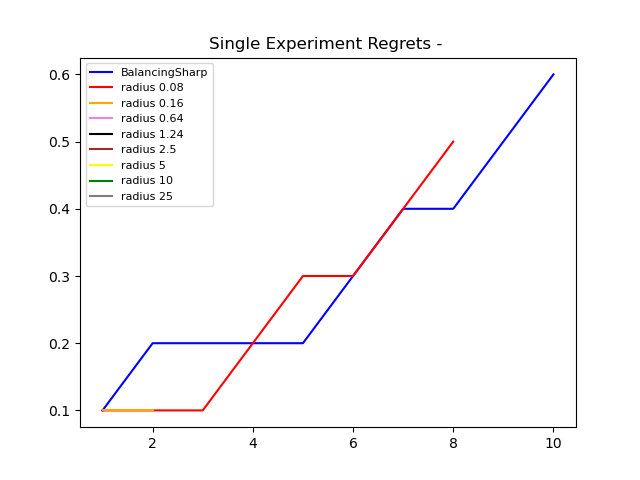 Single Experiment Regrets -
BalancingSharp
radius 0.08
radius 0.16
radius 0.64
radius 1.24
radius 2.5
radius 5
radius 10
radius 25
0.6
0.5
0.4
0.3
0.2
0.1
2 4 6 8 10